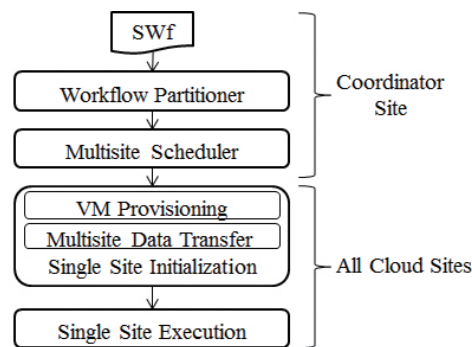 SWf
Workflow Partitioner
Coordinator
Site
Multisite Scheduler
VM Provisioning
Multisite Data Transfer
Single Site Initialization
All Cloud Sites
Single Site Execution